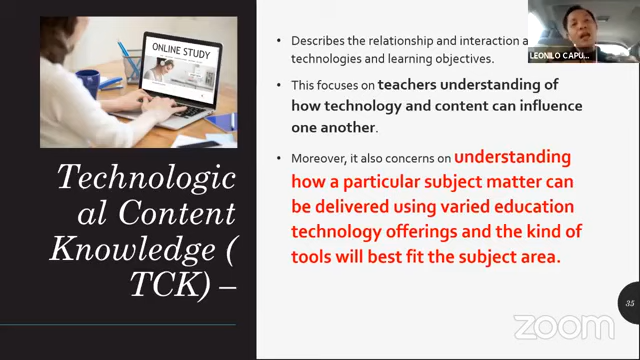 ONLINE STUDY
Technologic
al Content
Knowledge (
TCK) –
• Describes the relationship and interaction a
technologies and learning objectives.
• This focuses on teachers understanding of
how technology and content can influence
one another.
• Moreover, it also concerns on understanding
how a particular subject matter can
be delivered using varied education
technology offerings and the kind of
tools will best fit the subject area.
LEONILO CAPU...
35
zoom